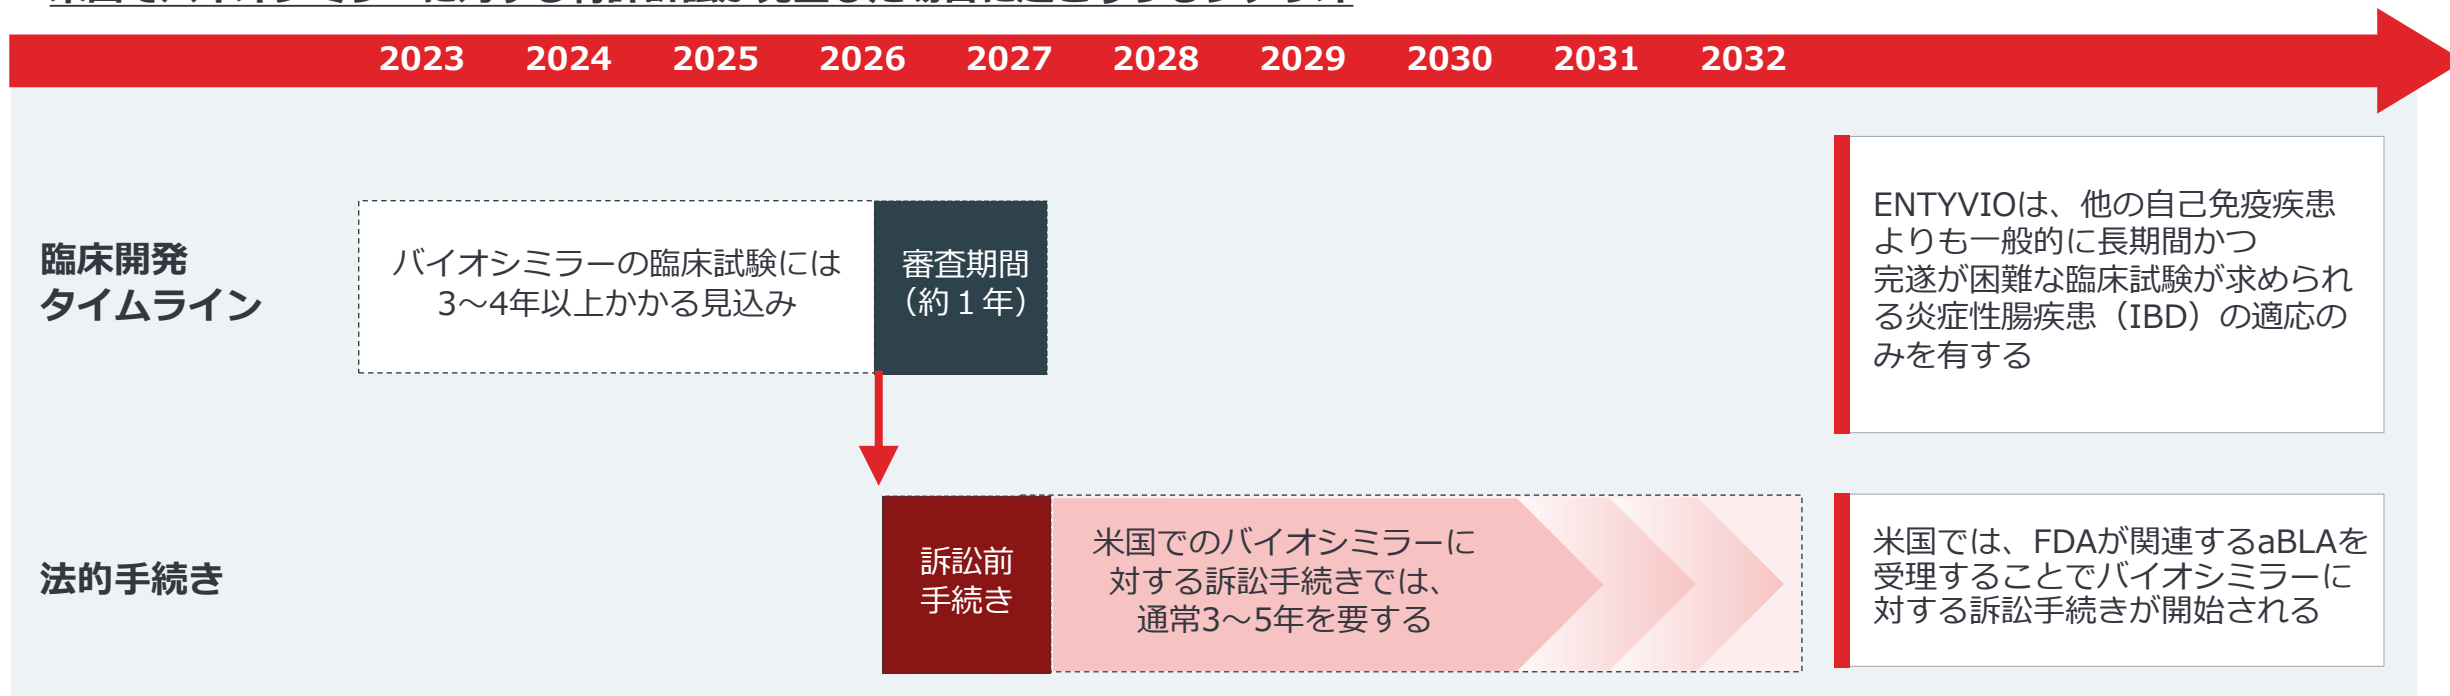 2023 2024 2025 2026 2027 2028 2029 2030 2031 2032
臨床開発
タイムライン
バイオシミラーの臨床試験には
3～4年以上かかる見込み
審査期間
（約１年）
ENTYVIOは、他の自己免疫疾患
よりも一般的に長期間かつ
完遂が困難な臨床試験が求められ
る炎症性腸疾患（IBD）の適応の
みを有する
法的手続き
訴訟前
手続き
米国でのバイオシミラーに
対する訴訟手続きでは、
通常3～5年を要する
米国では、FDAが関連するaBLAを
受理することでバイオシミラーに
対する訴訟手続きが開始される